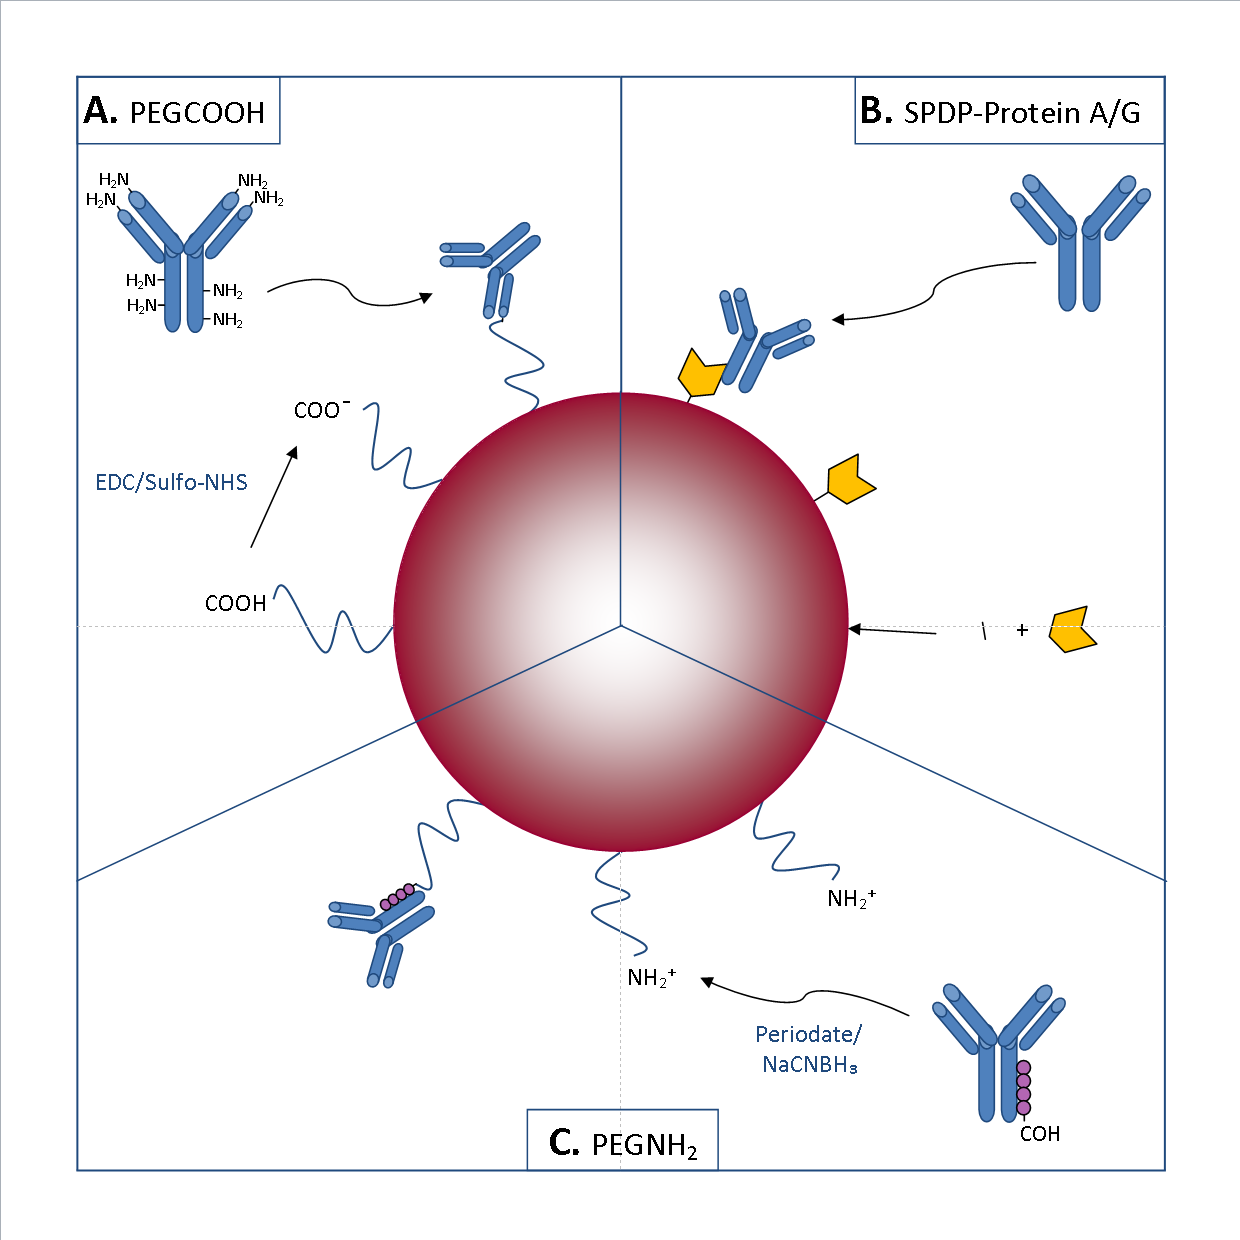 A. PEGCOOH
B. SPDP-Protein A/G
H₂N
H₂N
NH₂
NH₂
H₂N
H₂N
NH₂
NH₂
COO⁻
EDC/Sulfo-NHS
COOH
\ +
NH₂⁺
NH₂⁺
Periodate/
NaCNBH₃
COH
C. PEGNH₂